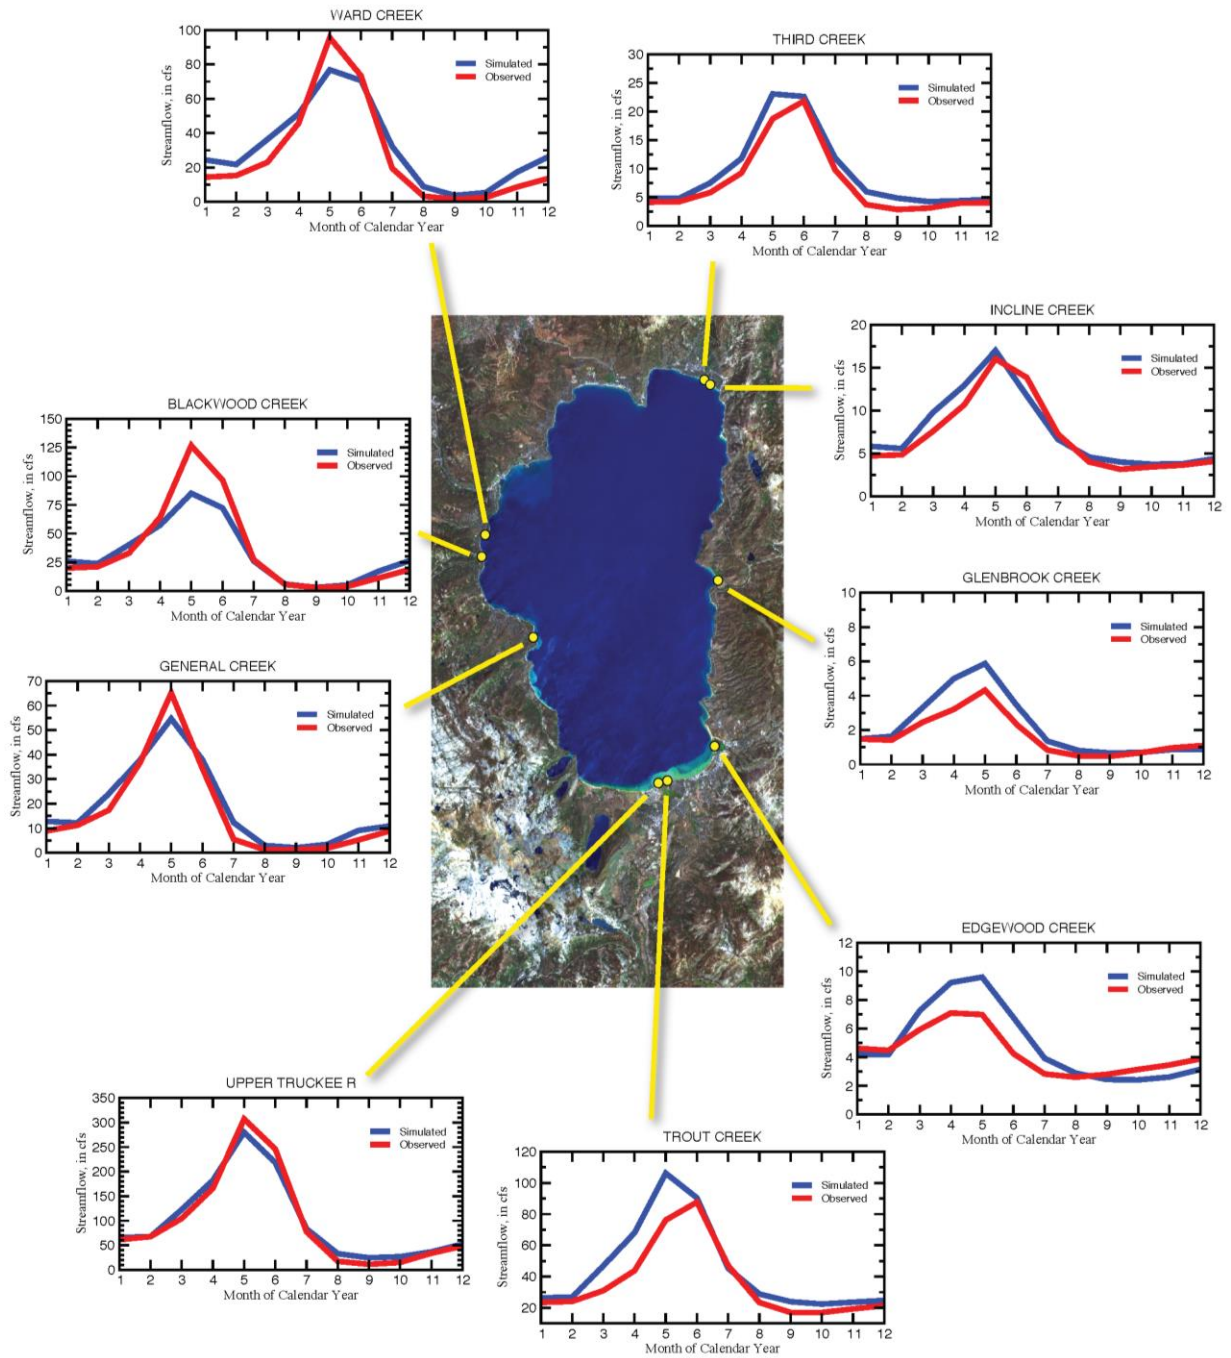 WARD CREEK
Streamflow, in cfs
100
80
60
40
20
0
Simulated
Observed
1 2 3 4 5 6 7 8 9 10 11 12
Month of Calendar Year
THIRD CREEK
Streamflow, in cfs
30
25
20
15
10
5
0
Simulated
Observed
1 2 3 4 5 6 7 8 9 10 11 12
Month of Calendar Year
INCLINE CREEK
Streamflow, in cfs
20
15
10
5
0
Simulated
Observed
1 2 3 4 5 6 7 8 9 10 11 12
Month of Calendar Year
BLACKWOOD CREEK
Streamflow, in cfs
150
125
100
75
50
25
0
Simulated
Observed
1 2 3 4 5 6 7 8 9 10 11 12
Month of Calendar Year
GLENBROOK CREEK
Streamflow, in cfs
10
8
6
4
2
0
Simulated
Observed
1 2 3 4 5 6 7 8 9 10 11 12
Month of Calendar Year
GENERAL CREEK
Streamflow, in cfs
70
60
50
40
30
20
10
0
Simulated
Observed
1 2 3 4 5 6 7 8 9 10 11 12
Month of Calendar Year
EDGEWOOD CREEK
Streamflow, in cfs
12
10
8
6
4
2
0
Simulated
Observed
1 2 3 4 5 6 7 8 9 10 11 12
Month of Calendar Year
UPPER TRUCKEE R
Streamflow, in cfs
350
300
250
200
150
100
50
0
Simulated
Observed
1 2 3 4 5 6 7 8 9 10 11 12
Month of Calendar Year
TROUT CREEK
Streamflow, in cfs
120
100
80
60
40
20
Simulated
Observed
1 2 3 4 5 6 7 8 9 10 11 12
Month of Calendar Year